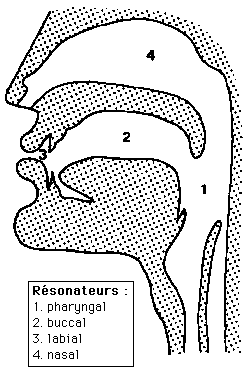 4
2
3
1
Résonateurs :
1. pharyngal
2. buccal
3. labial
4. nasal